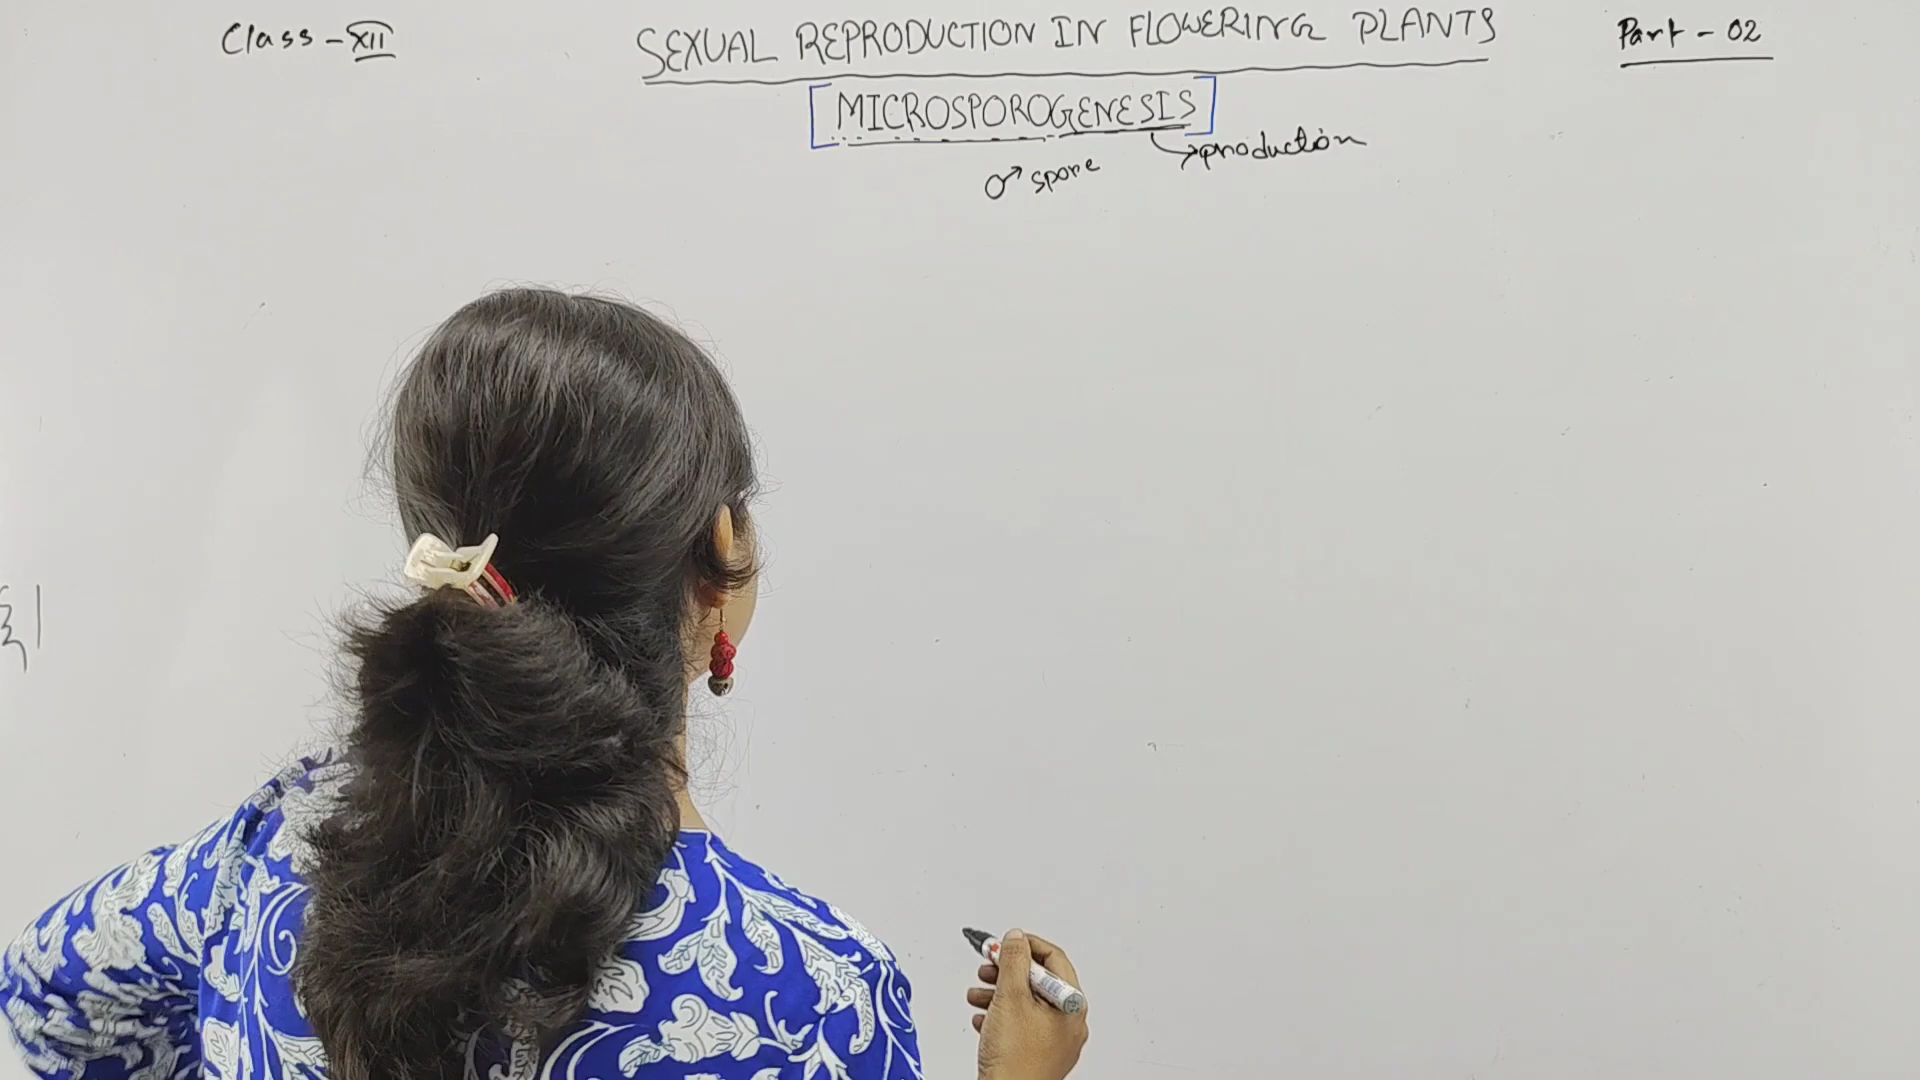 Class - XII
SEXUAL REPRODUCTION IN FLOWERING PLANTS
Part - 02
[MICROSPOROGENESIS]
→production
♂ spore